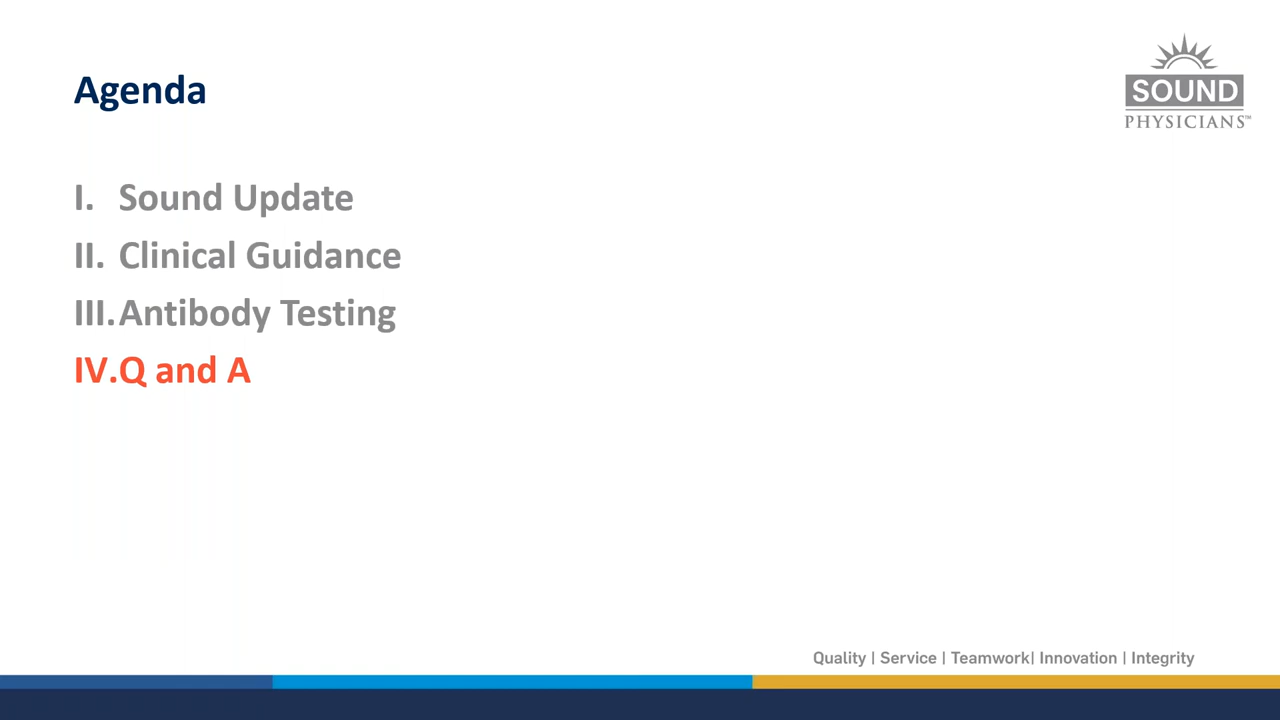 Agenda
SOUND
PHYSICIANS™
I. Sound Update
II. Clinical Guidance
III. Antibody Testing
IV. Q and A
Quality | Service | Teamwork| Innovation | Integrity